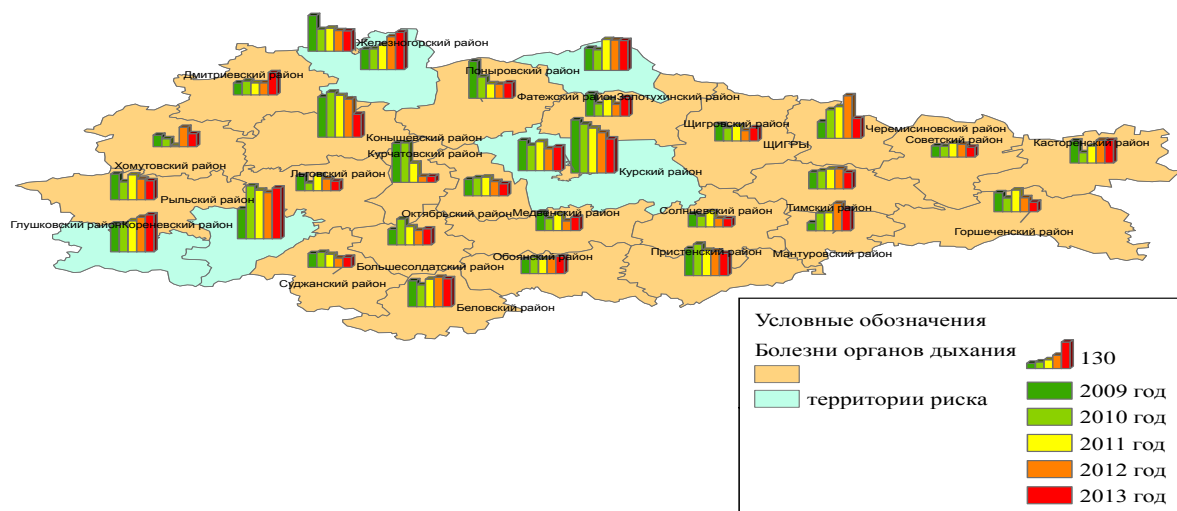 Железногорский район
Дмитриевский район
Поныровский район
Фатежский район
Золотухинский район
Черемисиновский район
Щигровский район
ЩИГРЫ
Советский район
Касторенский район
Конышевский район
Курчатовский район
Хомутовский район
Льговский район
Курский район
Рыльский район
Тимский район
Глушковский район
Кореневский район
Октябрьский район
Медвенский район
Солнцевский район
Горшеченский район
Пристенский район
Мантуровский район
Обоянский район
Большесолдатский район
Суджанский район
Беловский район
Условные обозначения
Болезни органов дыхания
130
территории риска
2009 год
2010 год
2011 год
2012 год
2013 год